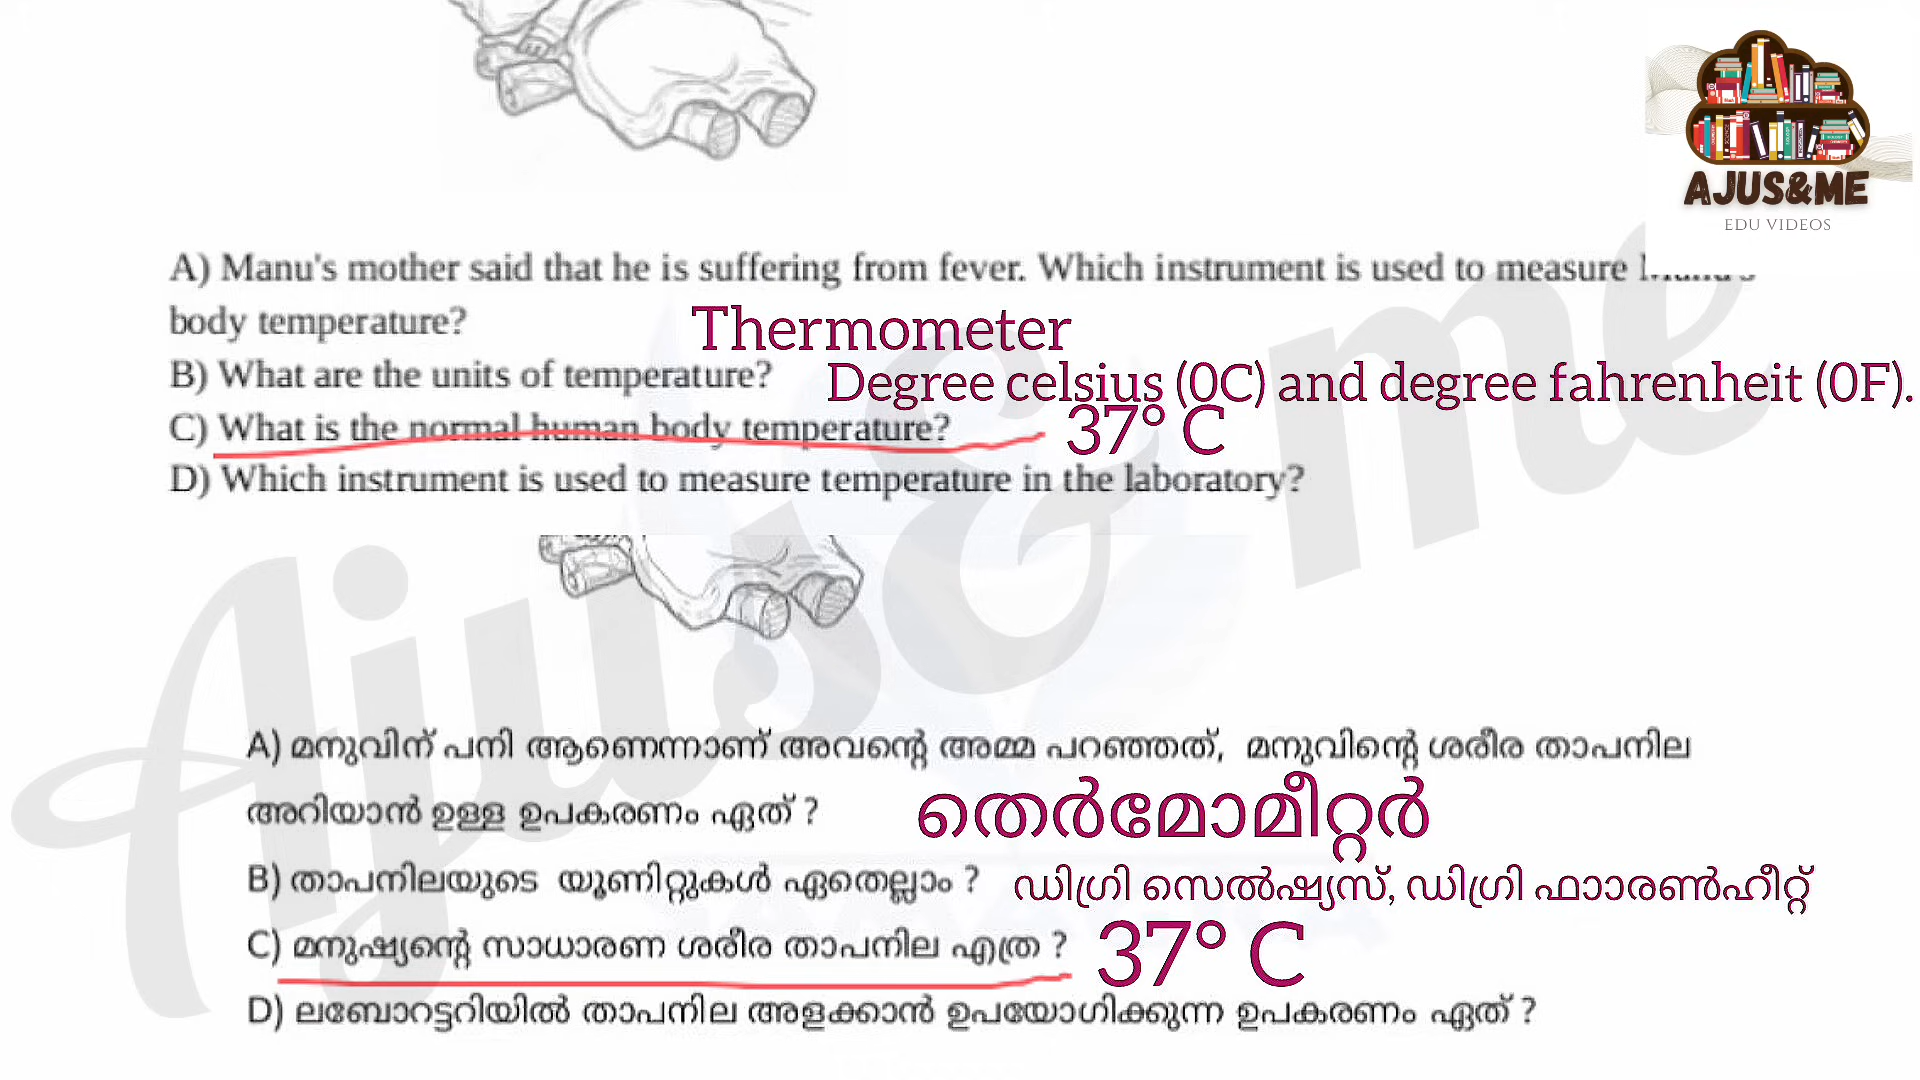 AJUS&ME
EDU VIDEOS
A) Manu's mother said that he is suffering from fever. Which instrument is used to measure
body temperature?
Thermometer
B) What are the units of temperature?
Degree celsius (0C) and degree fahrenheit (0F).
C) What is the normal human body temperature?
37° C
D) Which instrument is used to measure temperature in the laboratory?
Ajus& me
A) മനുവിന് പനി ആണെന്നാണ് അവന്റെ അമ്മ പറഞ്ഞത്, മനുവിന്റെ ശരീര താപനില
അറിയാൻ ഉള്ള ഉപകരണം ഏത് ?
തെർമോമീറ്റർ
B) താപനിലയുടെ യൂണിറ്റുകൾ ഏതെല്ലാം ?
ഡിഗ്രി സെൽഷ്യസ്, ഡിഗ്രി ഫാാരൺഹീറ്റ്
C) മനുഷ്യന്റെ സാധാരണ ശരീര താപനില എത്ര ?
37° C
D) ലബോറട്ടറിയിൽ താപനില അളക്കാൻ ഉപയോഗിക്കുന്ന ഉപകരണം ഏത് ?